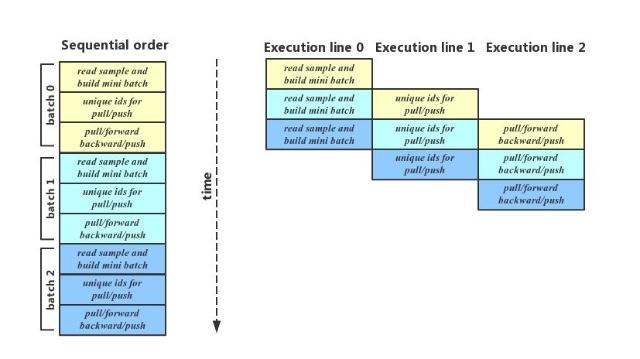 Sequential order
batch 0
read sample and
build mini batch
unique ids for
pull/push
pull/forward
backward/push
batch 1
read sample and
build mini batch
unique ids for
pull/push
pull/forward
backward/push
batch 2
read sample and
build mini batch
unique ids for
pull/push
pull/forward
backward/push
time
Execution line 0
Execution line 1
Execution line 2
read sample and
build mini batch
read sample and
build mini batch
unique ids for
pull/push
read sample and
build mini batch
unique ids for
pull/push
pull/forward
backward/push
unique ids for
pull/push
pull/forward
backward/push
pull/forward
backward/push